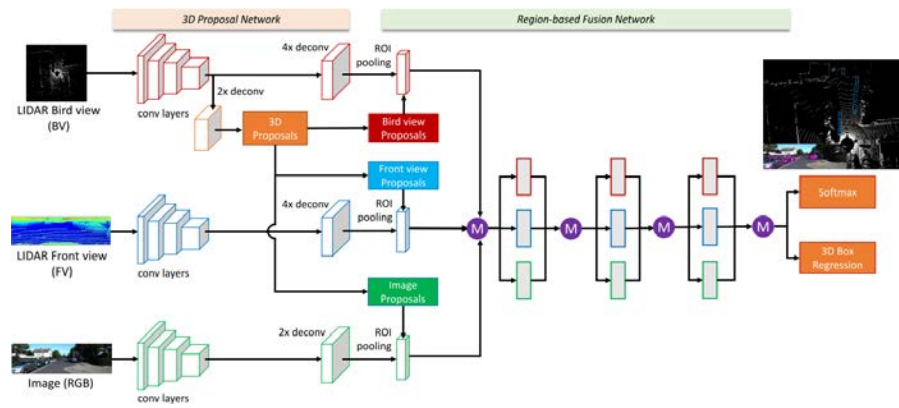 3D Proposal Network
Region-based Fusion Network
4x deconv
ROI
pooling
conv layers
2x deconv
LIDAR Bird view
(BV)
3D
Proposals
Bird view
Proposals
Front view
Proposals
4x deconv
ROI
pooling
LIDAR Front view
(FV)
conv layers
M
M
M
M
Softmax
3D Box
Regression
Image
Proposals
2x deconv
ROI
pooling
Image (RGB)
conv layers